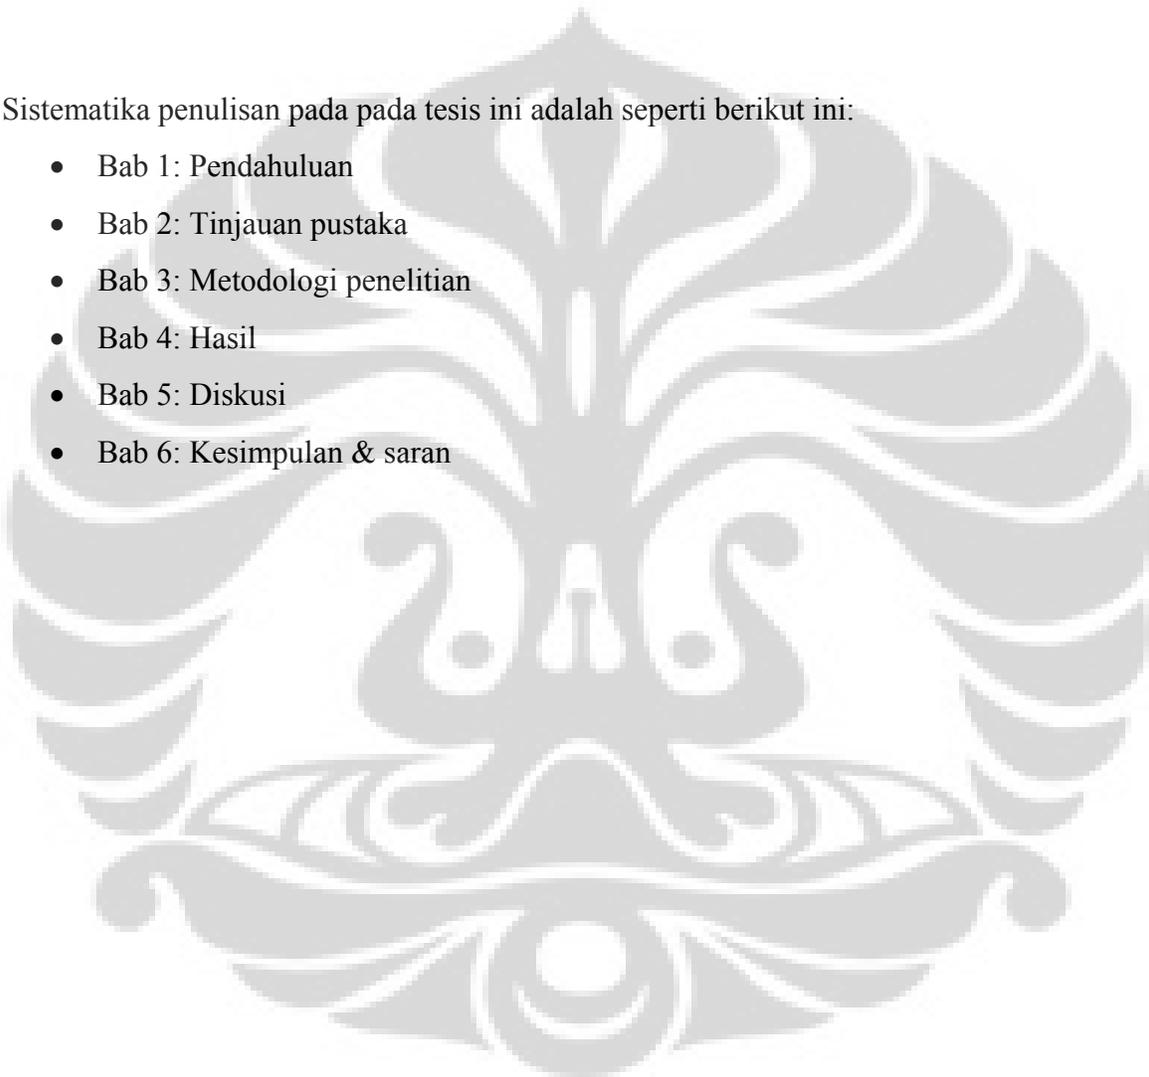 Sistematika penulisan pada pada tesis ini adalah seperti berikut ini:
• Bab 1: Pendahuluan
• Bab 2: Tinjauan pustaka
• Bab 3: Metodologi penelitian
• Bab 4: Hasil
• Bab 5: Diskusi
• Bab 6: Kesimpulan & saran